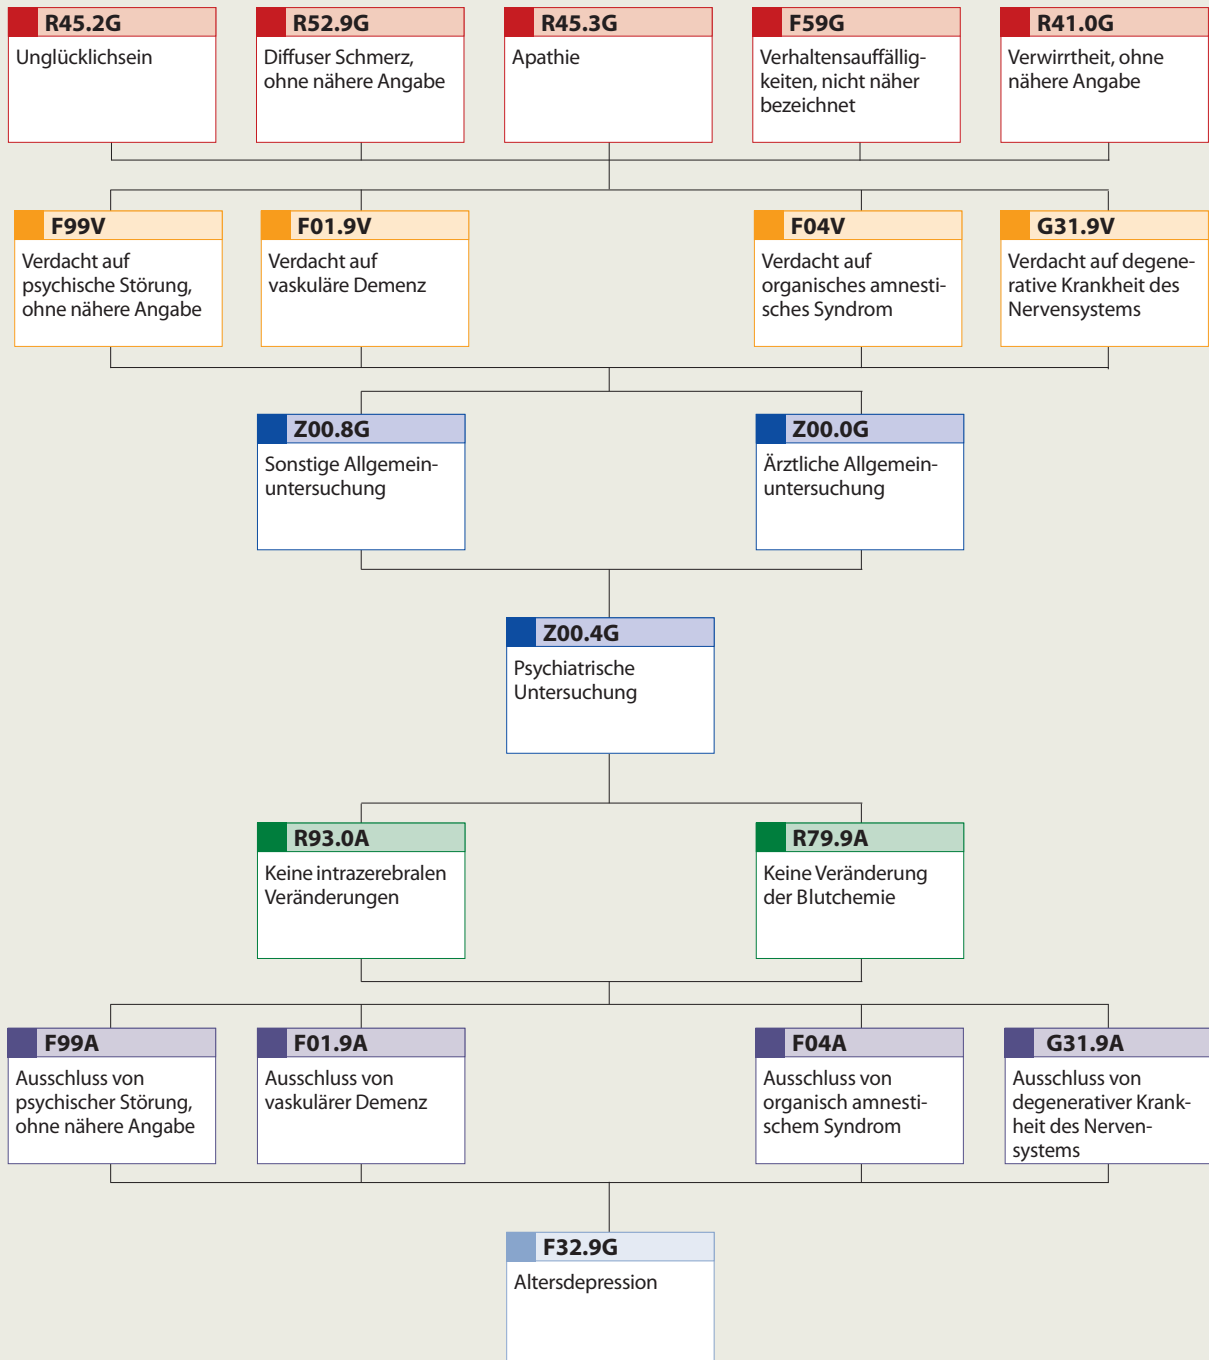 R45.2G
Unglücklichsein
R52.9G
Diffuser Schmerz,
ohne nähere Angabe
R45.3G
Apathie
F59G
Verhaltensauffällig-
keiten, nicht näher
bezeichnet
R41.0G
Verwirrtheit, ohne
nähere Angabe
F99V
Verdacht auf
psychische Störung,
ohne nähere Angabe
F01.9V
Verdacht auf
vaskuläre Demenz
F04V
Verdacht auf
organisches amnesti-
sches Syndrom
G31.9V
Verdacht auf degene-
rative Krankheit des
Nervensystems
Z00.8G
Sonstige Allgemein-
untersuchung
Z00.0G
Ärztliche Allgemein-
untersuchung
Z00.4G
Psychiatrische
Untersuchung
R93.0A
Keine intrazerebralen
Veränderungen
R79.9A
Keine Veränderung
der Blutchemie
F99A
Ausschluss von
psychischer Störung,
ohne nähere Angabe
F01.9A
Ausschluss von
vaskulärer Demenz
F04A
Ausschluss von
organisch amnesti-
schem Syndrom
G31.9A
Ausschluss von
degenerativer Krank-
heit des Nerven-
systems
F32.9G
Altersdepression